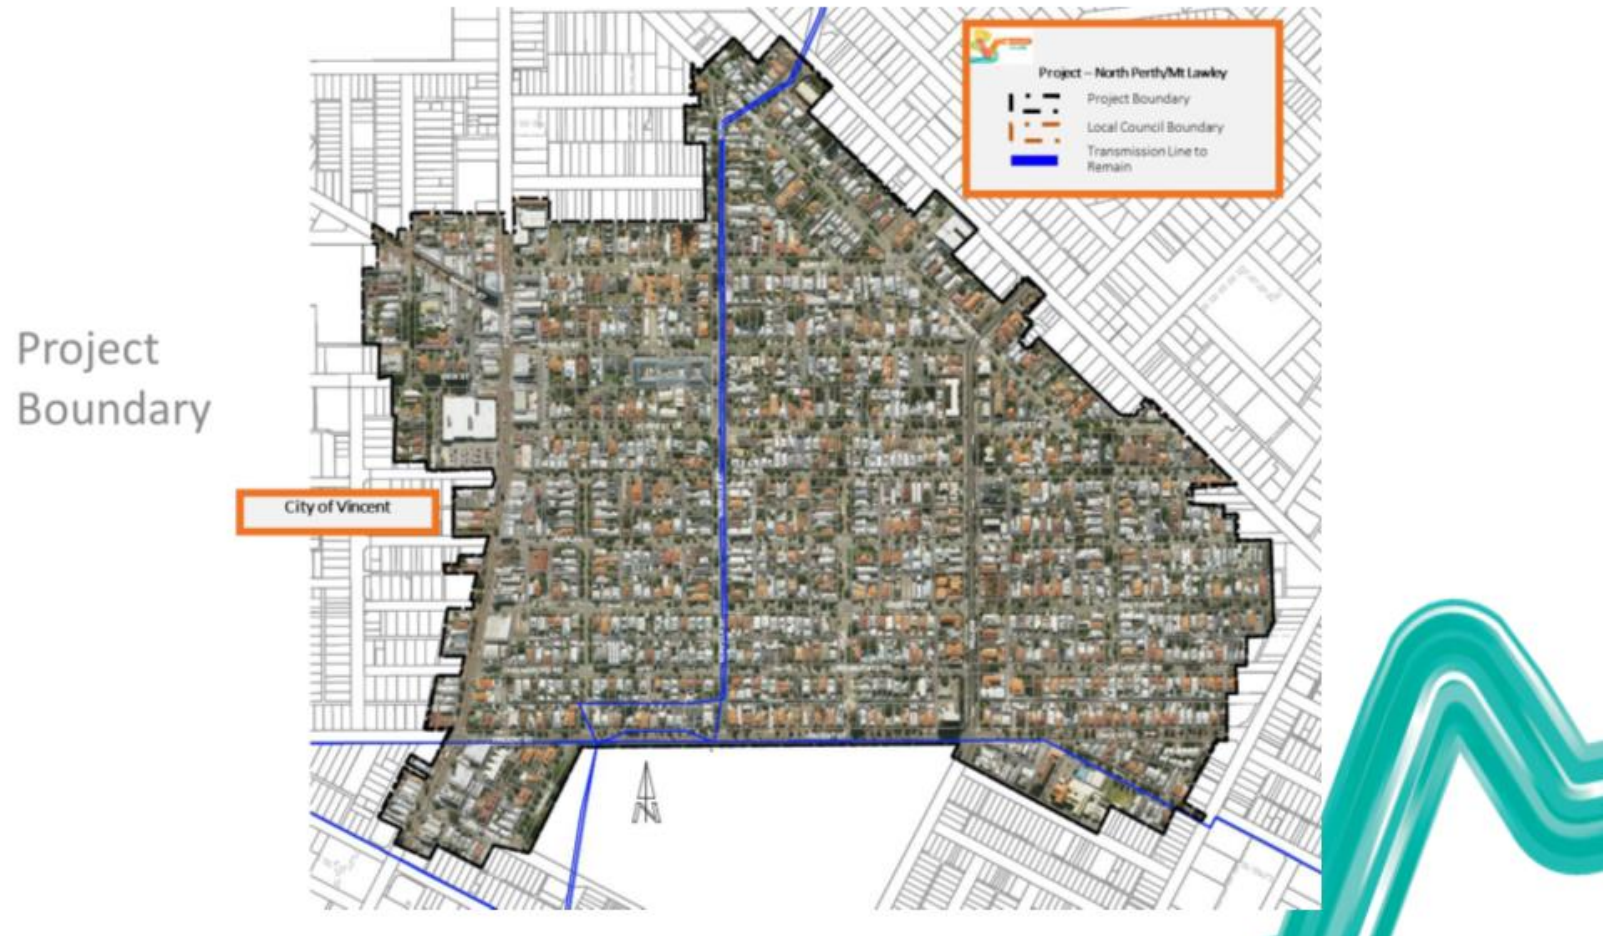 Project
Boundary
Project – North Perth/Mt Lawley
Project Boundary
Local Council Boundary
Transmission Line to
Remain
City of Vincent
N